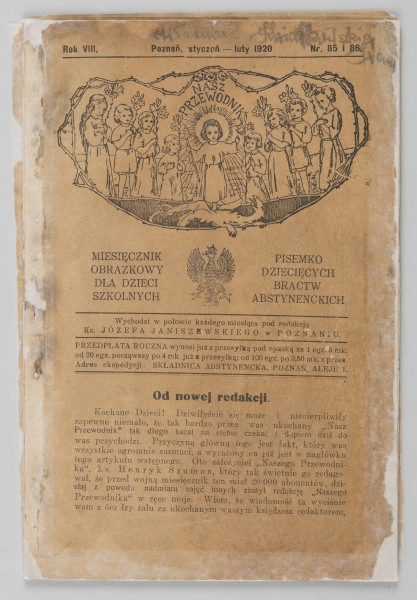 Rok VIII. Poznań, styczeń — luty 1920 Nr. 85 i 86.
NASZ
PRZEWODNIK
MIESIĘCZNIK
OBRAZKOWY
DLA DZIECI
SZKOLNYCH
PISEMKO
DZIECIĘCYCH
BRACTW
ABSTYNENCKICH
Wychodzi w połowie każdego miesiąca pod redakcją
Ks. JÓZEFA JANISZEWSKIEGO w POZNANIU.
PRZEDPŁATA ROCZNA wynosi już z przesyłką pod opaską za 1 egz. 5 mk.
od 20 egz. począwszy po 4 mk. już z przesyłką; od 100 egz. po 3,50 mk. z przes.
Adres ekspedycji: SKŁADNICA ABSTYNENCKA, POZNAŃ, ALEJE 1.
Od nowej redakcji.
Kochane Dzieci! Dziwiłyście się może i niecierpliwiły
zapewne niemało, że tak bardzo przez was ukochany „Nasz
Przewodnik" tak długo kazał na siebie czekać i dopiero dziś do
was przychodzi. Przyczyną główną tego jest fakt, który was
wszystkie ogromnie zasmuci, a wyrażony on już jest w nagłówku
tego artykułu wstępnego. Oto założyciel „Naszego Przewodni-
ka", ks. Henryk Szuman, który tak świetnie go redago-
wał, że przed wojną miesięcznik ten miał 20 000 abonentów, dzi-
siaj z powodu nadmiaru zajęć innych złożył redakcję „Naszego
Przewodnika" w ręce moje. Wiem, że wiadomość ta wyciśnie
wam z ócz łzy żalu za ukochanym waszym księdzem redaktorem,